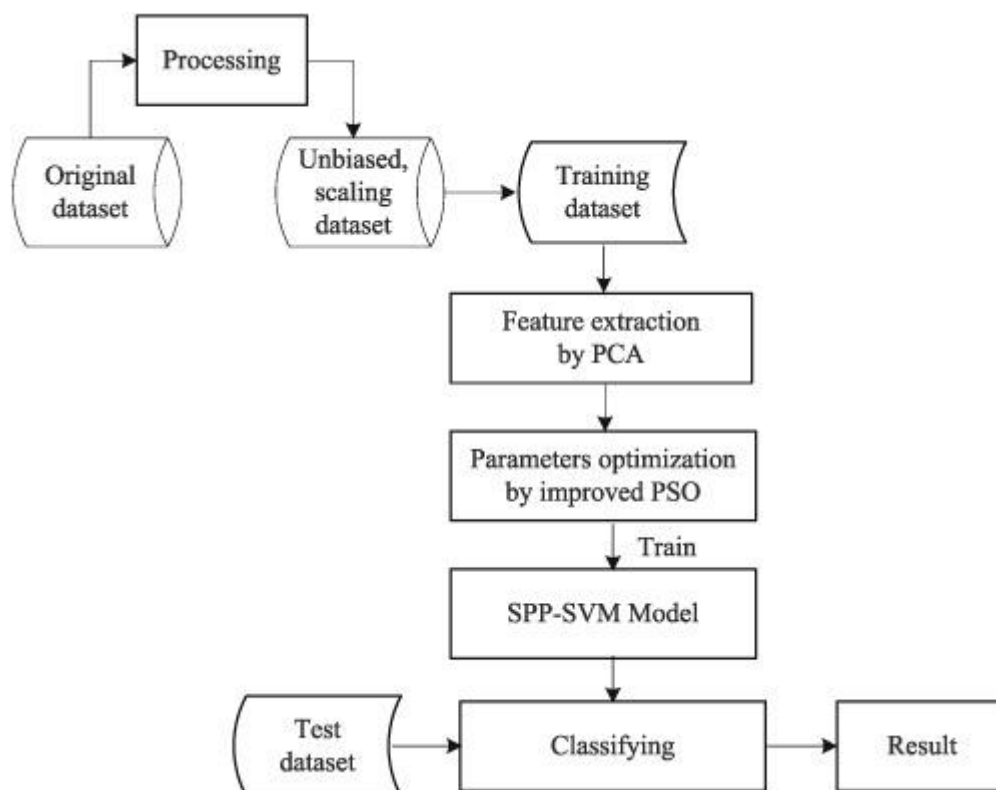 Processing
Original
dataset
Unbiased,
scaling
dataset
Training
dataset
Feature extraction
by PCA
Parameters optimization
by improved PSO
Train
SPP-SVM Model
Test
dataset
Classifying
Result